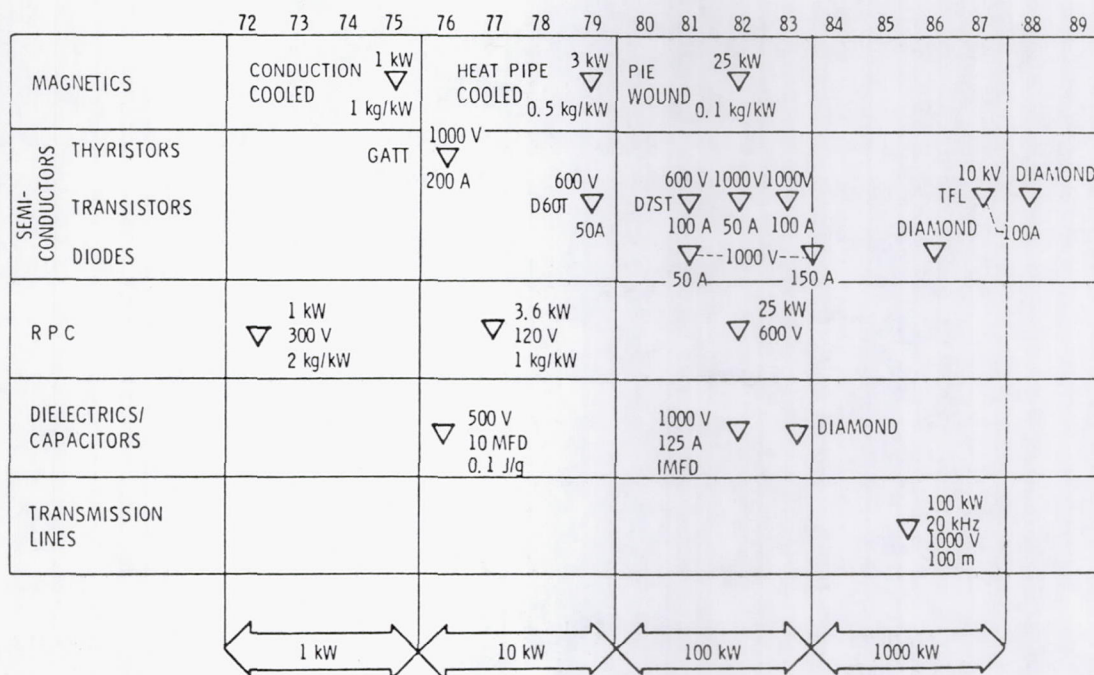 72 73 74 75 76 77 78 79 80 81 82 83 84 85 86 87 88 89
MAGNETICS
CONDUCTION
COOLED
1 kW
1 kg/kW
HEAT PIPE
COOLED
3 kW
0.5 kg/kW
PIE
WOUND
25 kW
0.1 kg/kW
SEMI-
CONDUCTORS
THYRISTORS
GATT
1000 V
200 A
TRANSISTORS
600 V
D60T
50A
600 V
D7ST
100 A
1000 V
50 A
1000V
100 A
10 kV
TFL
100A
DIAMOND
DIODES
1000 V
50 A
150 A
DIAMOND
R P C
1 kW
300 V
2 kg/kW
3.6 kW
120 V
1 kg/kW
25 kW
600 V
DIELECTRICS/
CAPACITORS
500 V
10 MFD
0.1 J/g
1000 V
125 A
1MFD
DIAMOND
TRANSMISSION
LINES
100 kW
20 kHz
1000 V
100 m
1 kW 10 kW 100 kW 1000 kW